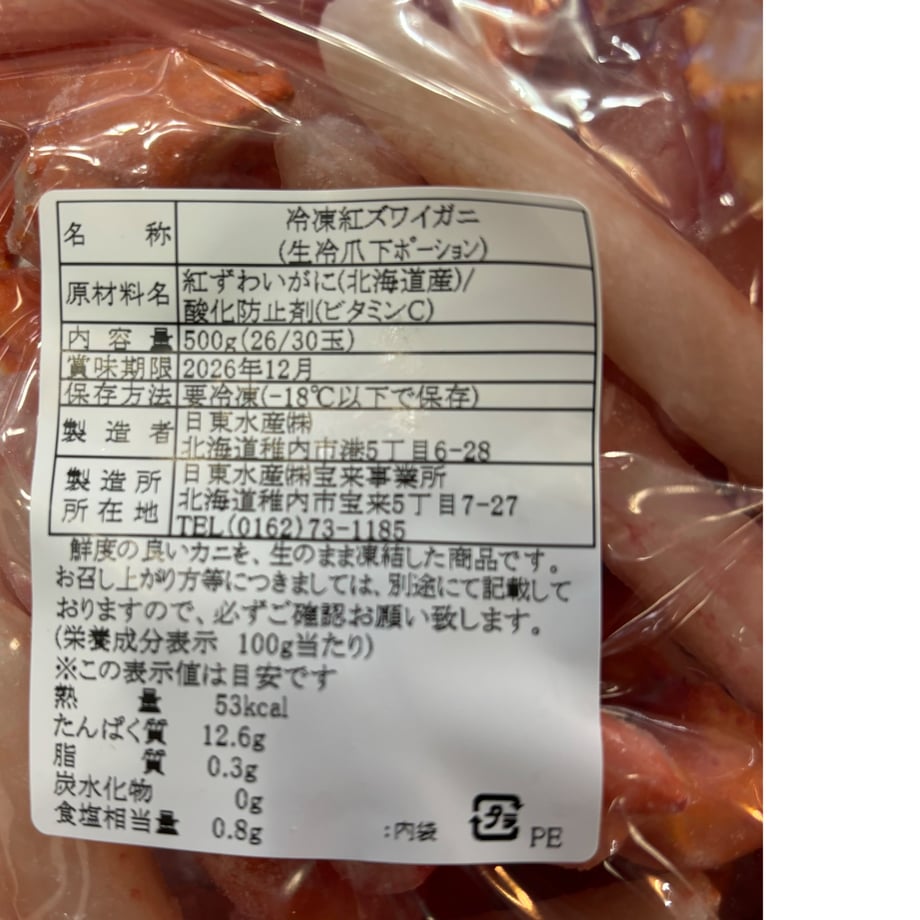 名称 冷凍紅ズワイガニ
(生冷爪下ポーション)
原材料名 紅ずわいがに(北海道産)/
酸化防止剤(ビタミンC)
内容量 500g(26/30玉)
賞味期限 2026年12月
保存方法 要冷凍(-18℃以下で保存)
製造者 日東水産㈱
北海道稚内市港5丁目6-28
製造所所在地 日東水産㈱宝来事業所
北海道稚内市宝来5丁目7-27
TEL(0162)73-1185
鮮度の良いカニを、生のまま凍結した商品です。
お召し上がり方等につきましては、別途にて記載して
おりますので、必ずご確認お願い致します。
(栄養成分表示 100g当たり)
※この表示値は目安です
熱量 53kcal
たんぱく質 12.6g
脂質 0.3g
炭水化物 0g
食塩相当量 0.8g
:内袋 プラ PE